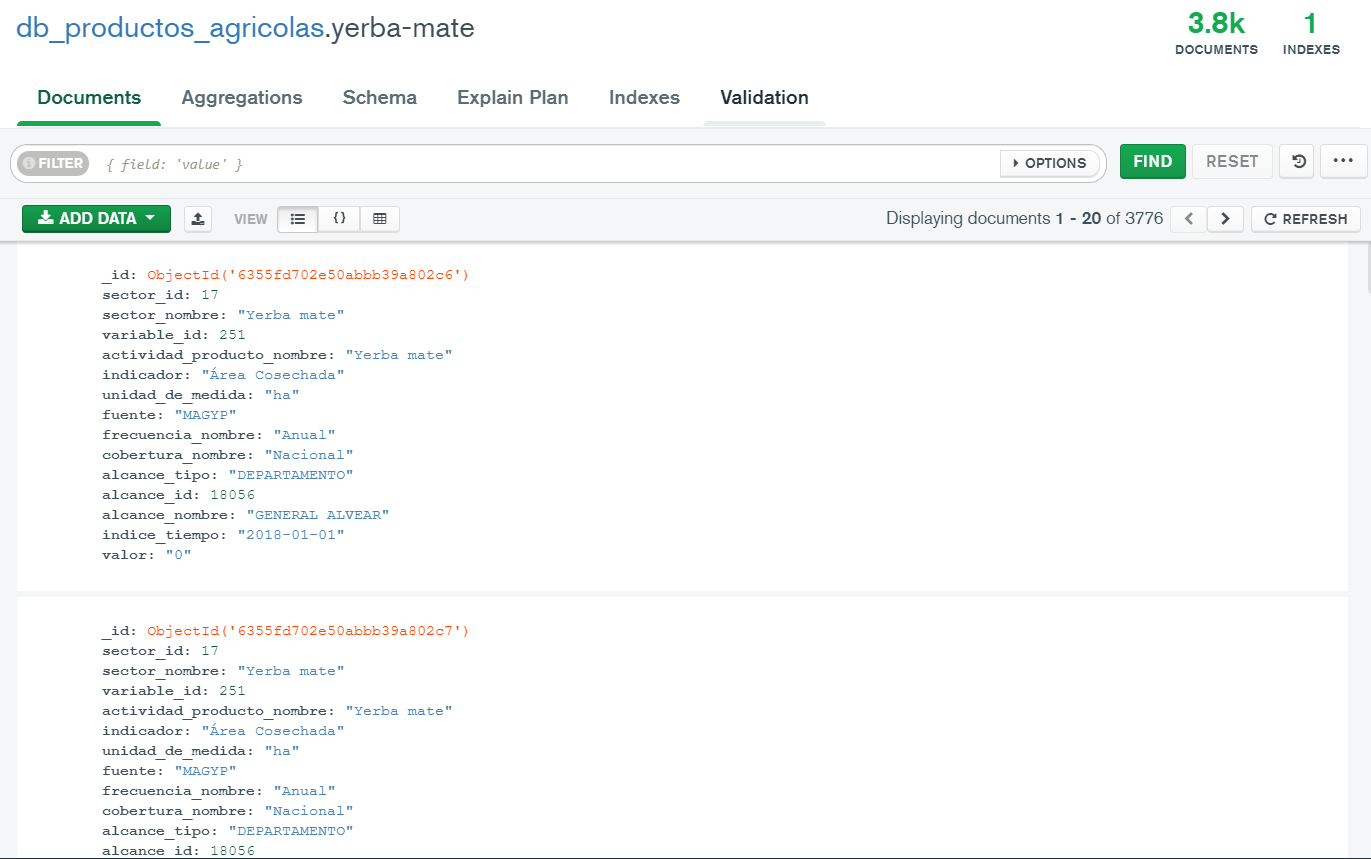 db_productos_agricolas.yerba-mate
3.8k
DOCUMENTS
1
INDEXES
Documents Aggregations Schema Explain Plan Indexes Validation
FILTER { field: 'value' } OPTIONS FIND RESET
ADD DATA VIEW { } Displaying documents 1 - 20 of 3776 REFRESH
_id: ObjectId('6355fd702e50abbb39a802c6')
sector_id: 17
sector_nombre: "Yerba mate"
variable_id: 251
actividad_producto_nombre: "Yerba mate"
indicador: "Área Cosechada"
unidad_de_medida: "ha"
fuente: "MAGYP"
frecuencia_nombre: "Anual"
cobertura_nombre: "Nacional"
alcance_tipo: "DEPARTAMENTO"
alcance_id: 18056
alcance_nombre: "GENERAL ALVEAR"
indice_tiempo: "2018-01-01"
valor: "0"
_id: ObjectId('6355fd702e50abbb39a802c7')
sector_id: 17
sector_nombre: "Yerba mate"
variable_id: 251
actividad_producto_nombre: "Yerba mate"
indicador: "Área Cosechada"
unidad_de_medida: "ha"
fuente: "MAGYP"
frecuencia_nombre: "Anual"
cobertura_nombre: "Nacional"
alcance_tipo: "DEPARTAMENTO"
alcance_id: 18056